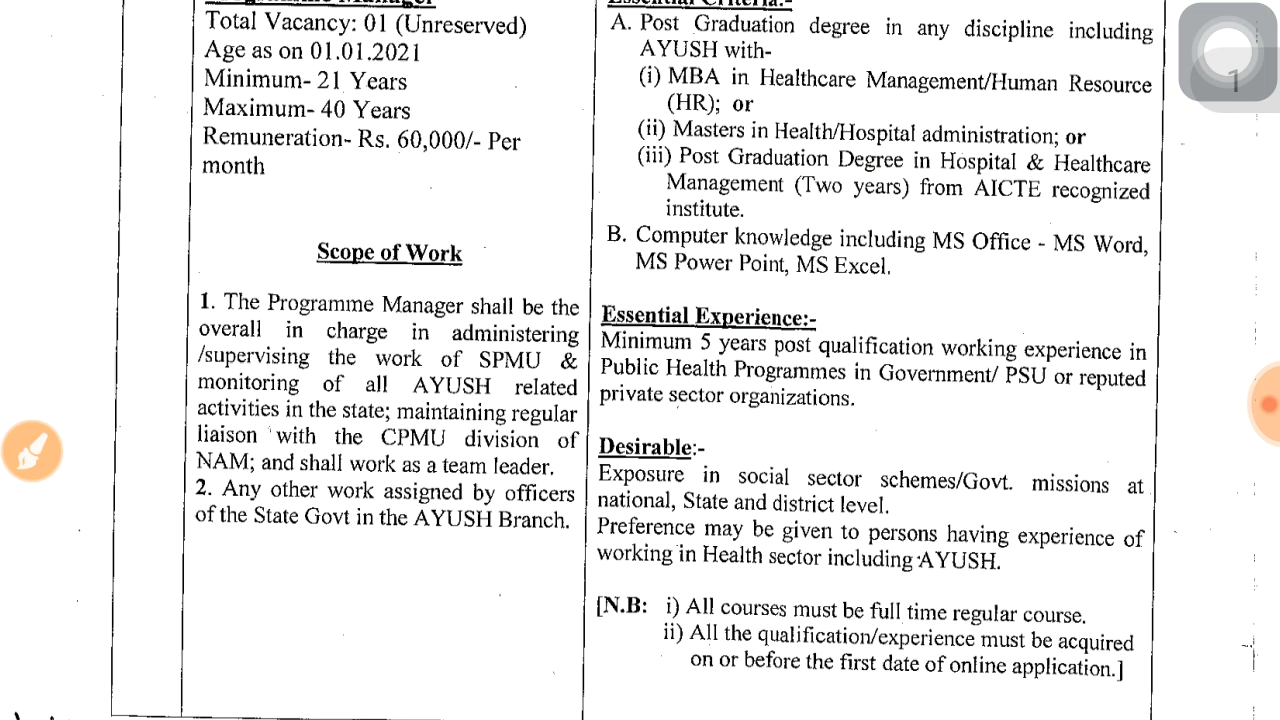 Programme Manager
Total Vacancy: 01 (Unreserved)
Age as on 01.01.2021
Minimum- 21 Years
Maximum- 40 Years
Remuneration- Rs. 60,000/- Per
month
Scope of Work
1. The Programme Manager shall be the
overall in charge in administering
/supervising the work of SPMU &
monitoring of all AYUSH related
activities in the state; maintaining regular
liaison with the CPMU division of
NAM; and shall work as a team leader.
2. Any other work assigned by officers
of the State Govt in the AYUSH Branch.
Essential Criteria:-
A. Post Graduation degree in any discipline including
AYUSH with-
(i) MBA in Healthcare Management/Human Resource
(HR); or
(ii) Masters in Health/Hospital administration; or
(iii) Post Graduation Degree in Hospital & Healthcare
Management (Two years) from AICTE recognized
institute.
B. Computer knowledge including MS Office - MS Word,
MS Power Point, MS Excel.
Essential Experience:-
Minimum 5 years post qualification working experience in
Public Health Programmes in Government/ PSU or reputed
private sector organizations.
Desirable:-
Exposure in social sector schemes/Govt. missions at
national, State and district level.
Preference may be given to persons having experience of
working in Health sector including AYUSH.
[N.B: i) All courses must be full time regular course.
ii) All the qualification/experience must be acquired
on or before the first date of online application.]
1